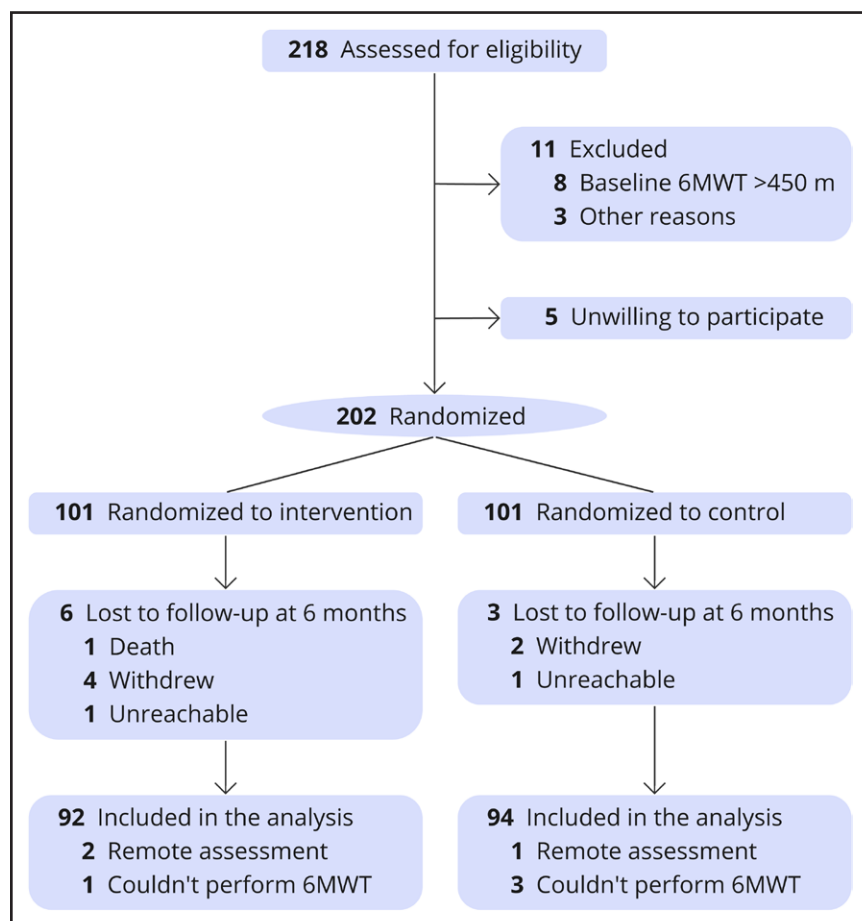 218 Assessed for eligibility
11 Excluded
8 Baseline 6MWT >450 m
3 Other reasons
5 Unwilling to participate
202 Randomized
101 Randomized to intervention
101 Randomized to control
6 Lost to follow-up at 6 months
1 Death
4 Withdrew
1 Unreachable
3 Lost to follow-up at 6 months
2 Withdrew
1 Unreachable
92 Included in the analysis
2 Remote assessment
1 Couldn't perform 6MWT
94 Included in the analysis
1 Remote assessment
3 Couldn't perform 6MWT